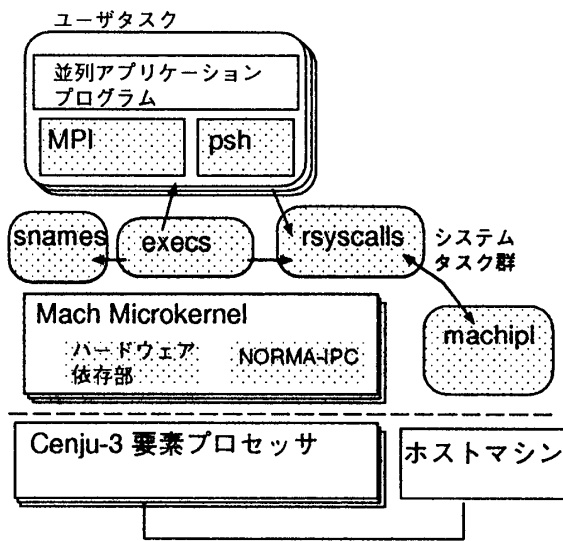 ユーザタスク
並列アプリケーション
プログラム
MPI
psh
snames
execs
rsyscalls
システム
タスク群
Mach Microkernel
ハードウェア
依存部
NORMA-IPC
machipl
Cenju-3 要素プロセッサ
ホストマシン